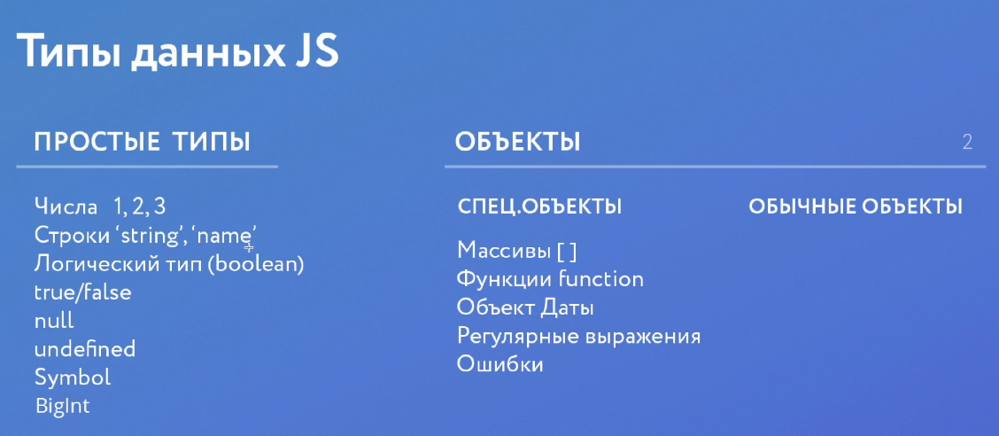 Типы данных JS
ПРОСТЫЕ ТИПЫ
Числа 1, 2, 3
Строки ‘string’, ‘name’
Логический тип (boolean)
true/false
null
undefined
Symbol
BigInt
ОБЪЕКТЫ 2
СПЕЦ.ОБЪЕКТЫ
Массивы [ ]
Функции function
Объект Даты
Регулярные выражения
Ошибки
ОБЫЧНЫЕ ОБЪЕКТЫ